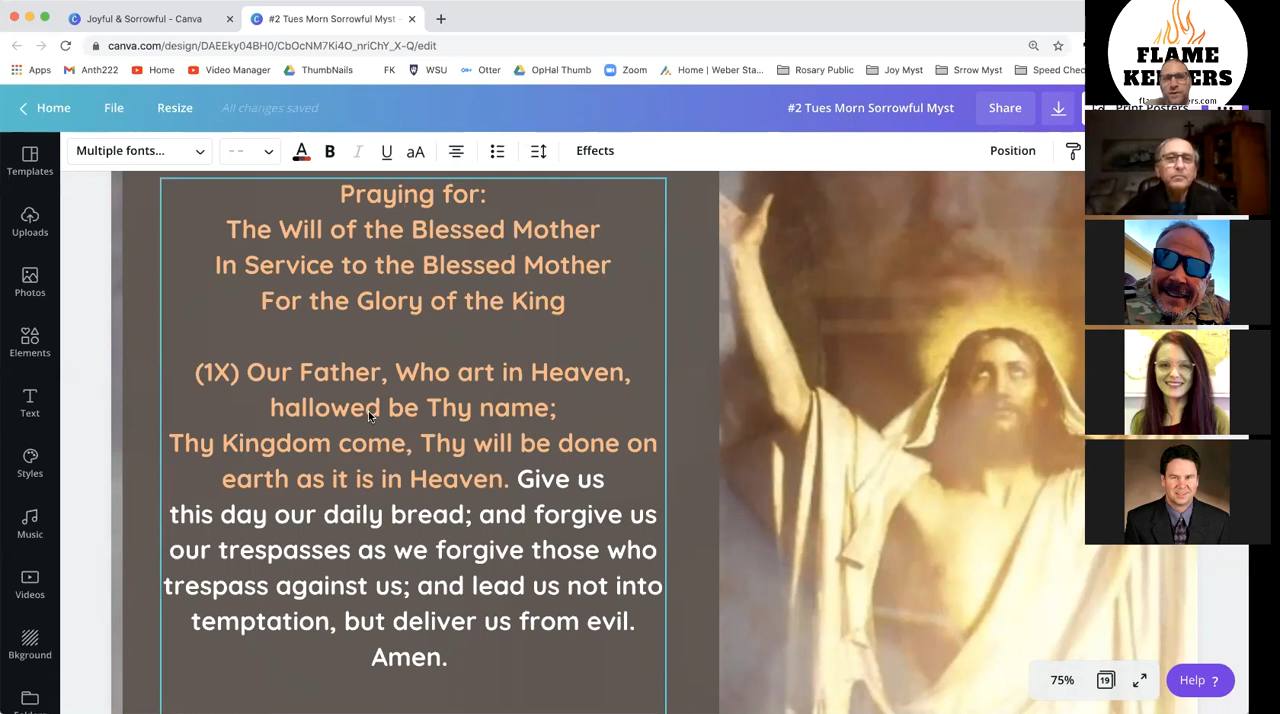 Joyful & Sorrowful - Canva
#2 Tues Morn Sorrowful Myst -
canva.com/design/DAEEky04BH0/CbOcNM7Ki4O_nriChY_X-Q/edit
Apps
Anth222
Home
Video Manager
ThumbNails
FK
WSU
Otter
OpHal Thumb
Zoom
Home | Weber Sta...
Rosary Public
Joy Myst
Srrow Myst
Speed Chec
FLAME
KEEPERS
Home
File
Resize
All changes saved
#2 Tues Morn Sorrowful Myst
Share
Print Posters
Multiple fonts...
- -
A
B
I
U
aA
Effects
Position
Templates
Uploads
Photos
Elements
Text
Styles
Music
Videos
Bkground
Praying for:
The Will of the Blessed Mother
In Service to the Blessed Mother
For the Glory of the King
(1X) Our Father, Who art in Heaven,
hallowed be Thy name;
Thy Kingdom come, Thy will be done on
earth as it is in Heaven. Give us
this day our daily bread; and forgive us
our trespasses as we forgive those who
trespass against us; and lead us not into
temptation, but deliver us from evil.
Amen.
75%
19
Help ?